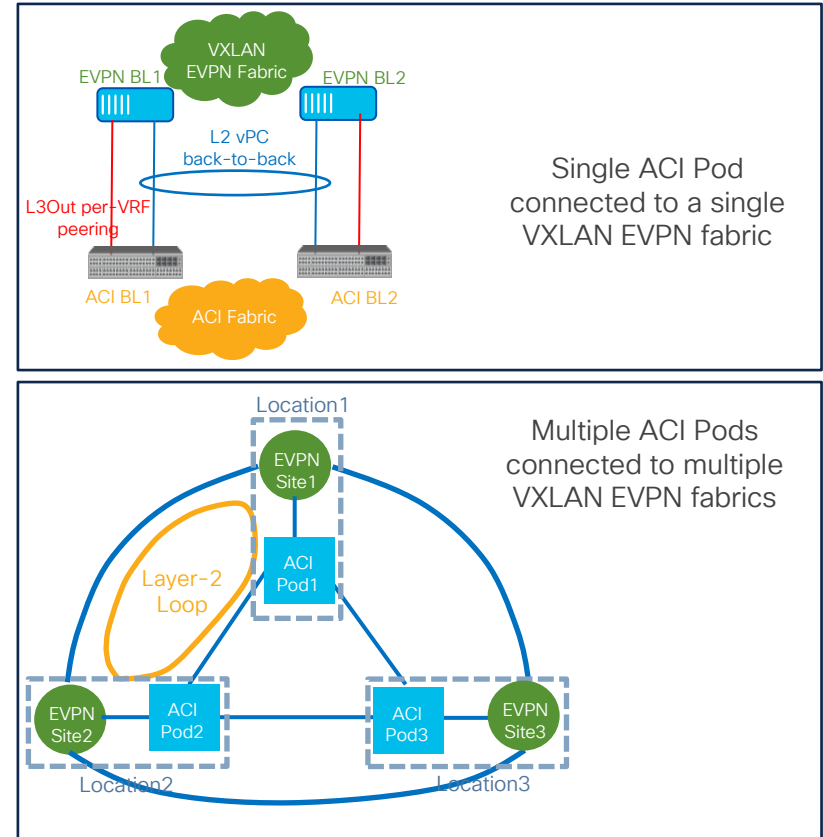 VXLAN
EVPN Fabric
EVPN BL1
EVPN BL2
L2 vPC
back-to-back
L3Out per-VRF
peering
ACI BL1
ACI BL2
ACI Fabric
Single ACI Pod
connected to a single
VXLAN EVPN fabric
Location1
Multiple ACI Pods
connected to multiple
VXLAN EVPN fabrics
EVPN
Site1
ACI
Pod1
Layer-2
Loop
EVPN
Site2
ACI
Pod2
ACI
Pod3
EVPN
Site3
Location2
Location3